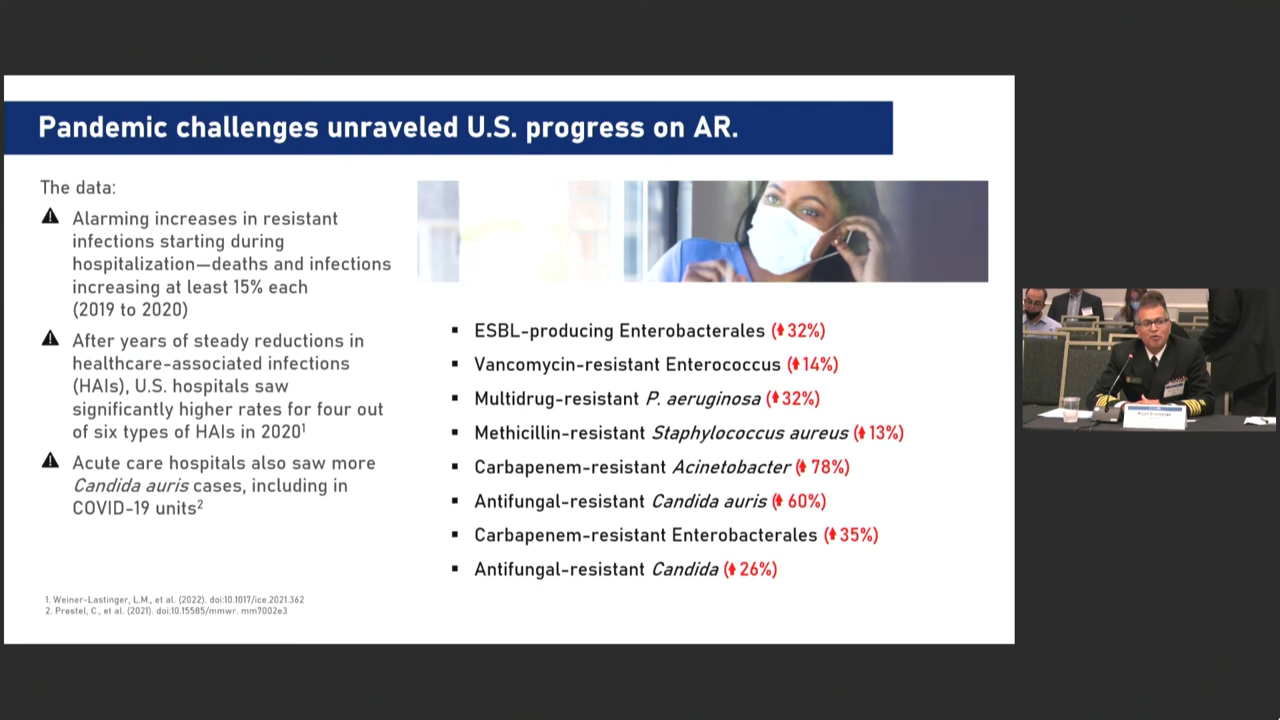 Pandemic challenges unraveled U.S. progress on AR.
The data:
Alarming increases in resistant
infections starting during
hospitalization—deaths and infections
increasing at least 15% each
(2019 to 2020)
After years of steady reductions in
healthcare-associated infections
(HAIs), U.S. hospitals saw
significantly higher rates for four out
of six types of HAIs in 2020¹
Acute care hospitals also saw more
Candida auris cases, including in
COVID-19 units²
▪ ESBL-producing Enterobacterales (⬆32%)
▪ Vancomycin-resistant Enterococcus (⬆14%)
▪ Multidrug-resistant P. aeruginosa (⬆32%)
▪ Methicillin-resistant Staphylococcus aureus (⬆13%)
▪ Carbapenem-resistant Acinetobacter (⬆78%)
▪ Antifungal-resistant Candida auris (⬆60%)
▪ Carbapenem-resistant Enterobacterales (⬆35%)
▪ Antifungal-resistant Candida (⬆26%)
1. Weiner-Lastinger, L.M., et al. (2022). doi:10.1017/ice.2021.362
2. Prestel, C., et al. (2021). doi:10.15585/mmwr. mm7002e3